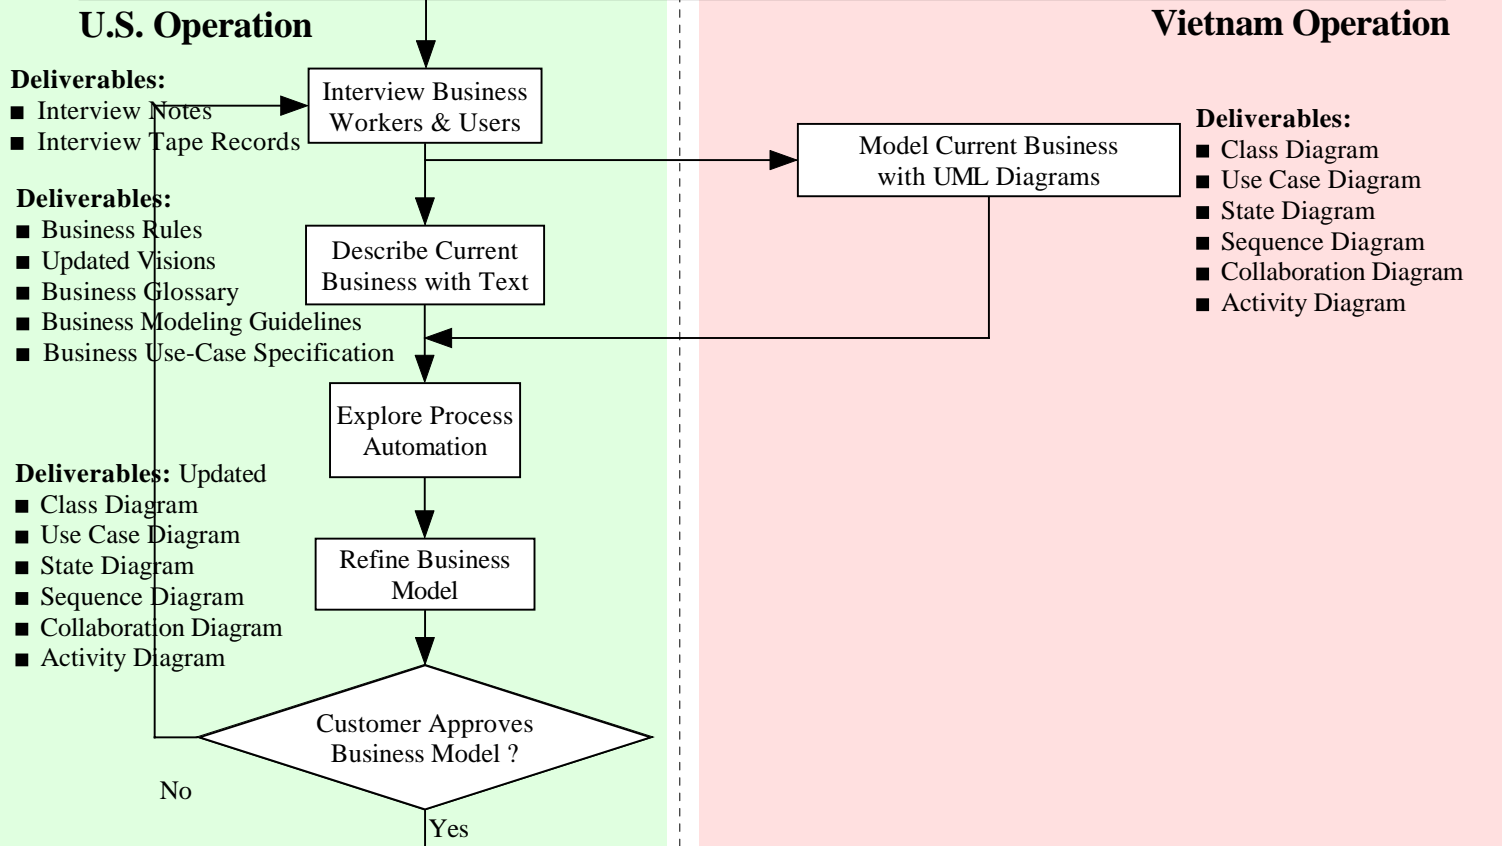 U.S. Operation
Vietnam Operation
Deliverables:
■ Interview Notes
■ Interview Tape Records
Interview Business
Workers & Users
Model Current Business
with UML Diagrams
Deliverables:
■ Class Diagram
■ Use Case Diagram
■ State Diagram
■ Sequence Diagram
■ Collaboration Diagram
■ Activity Diagram
Deliverables:
■ Business Rules
■ Updated Visions
■ Business Glossary
■ Business Modeling Guidelines
■ Business Use-Case Specification
Describe Current
Business with Text
Explore Process
Automation
Deliverables: Updated
■ Class Diagram
■ Use Case Diagram
■ State Diagram
■ Sequence Diagram
■ Collaboration Diagram
■ Activity Diagram
Refine Business
Model
Customer Approves
Business Model ?
No
Yes